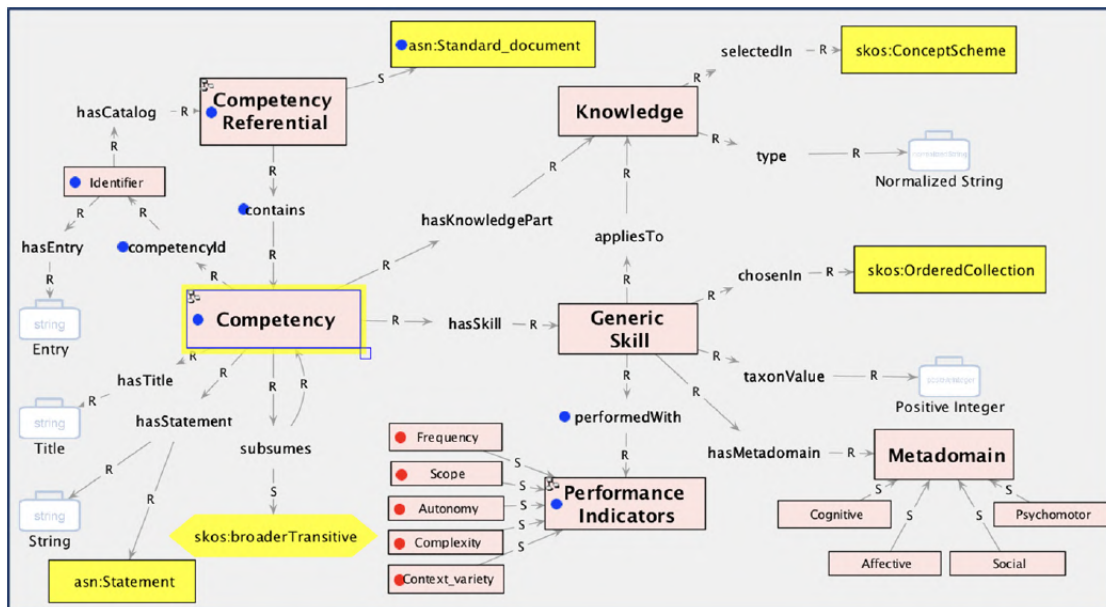 asn:Standard_document
selectedIn
R
skos:ConceptScheme
S
hasCatalog
R
Competency
Referential
Knowledge
R
R
type
R
Normalized String
R
Identifier
R
R
R
contains
hasKnowledgePart
R
R
hasEntry
competencyId
appliesTo
chosenIn
R
skos:OrderedCollection
R
R
R
R
R
R
string
Entry
Competency
R
hasSkill
R
Generic
Skill
R
taxonValue
R
Positive Integer
hasTitle
R
R
R
R
R
R
R
string
Title
hasStatement
performedWith
subsumes
Frequency
S
hasMetadomain
R
Metadomain
R
R
Scope
S
R
S
S
Cognitive
Psychomotor
string
String
R
S
Autonomy
S
Performance
Indicators
S
S
skos:broaderTransitive
Complexity
S
Affective
Social
asn:Statement
Context_variety
S